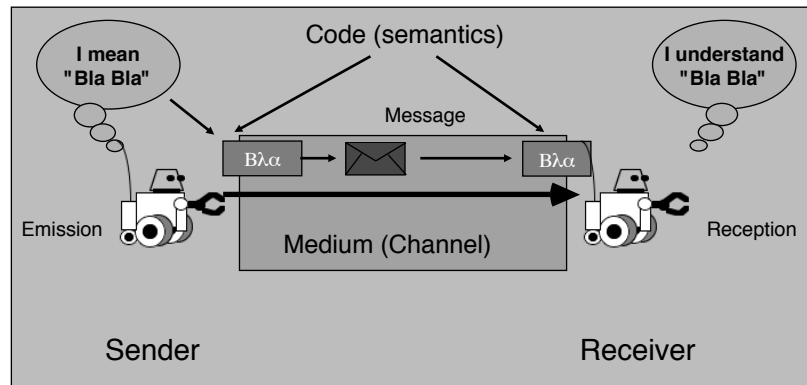 I mean
"Bla Bla"
Code (semantics)
I understand
"Bla Bla"
Message
Βλα
Βλα
Emission
Medium (Channel)
Reception
Sender
Receiver